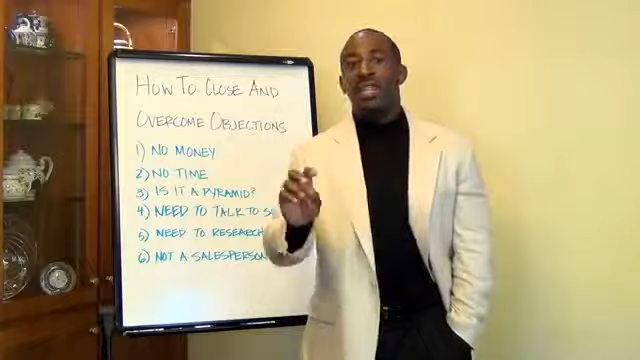 How To Close And
Overcome Objections
1) No Money
2) No Time
3) Is it a Pyramid?
4) Need to Talk to
5) Need to Research
6) Not a Salesperson